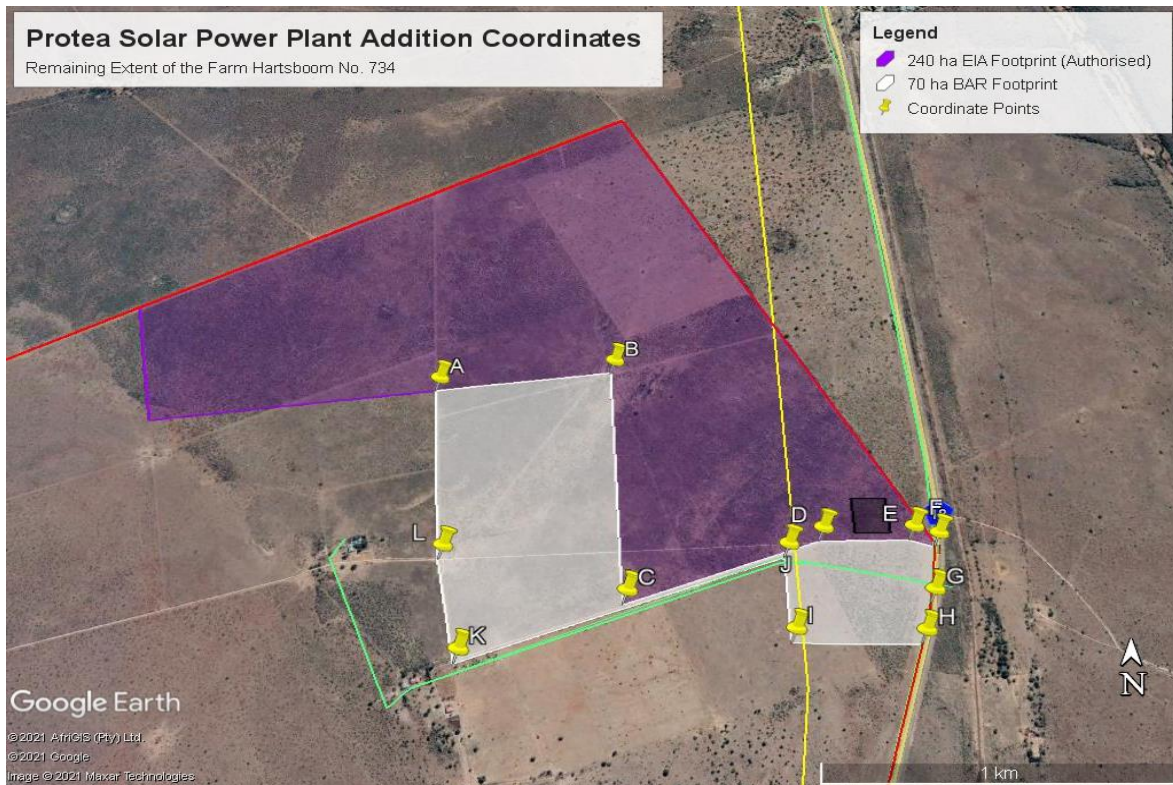 Protea Solar Power Plant Addition Coordinates
Remaining Extent of the Farm Hartsboom No. 734
Legend
240 ha EIA Footprint (Authorised)
70 ha BAR Footprint
Coordinate Points
B
A
D
E
F
L
J
C
G
I
H
K
Google Earth
N
© 2021 AfriGIS (Pty) Ltd.
© 2021 Google
Image © 2021 Maxar Technologies
1 km